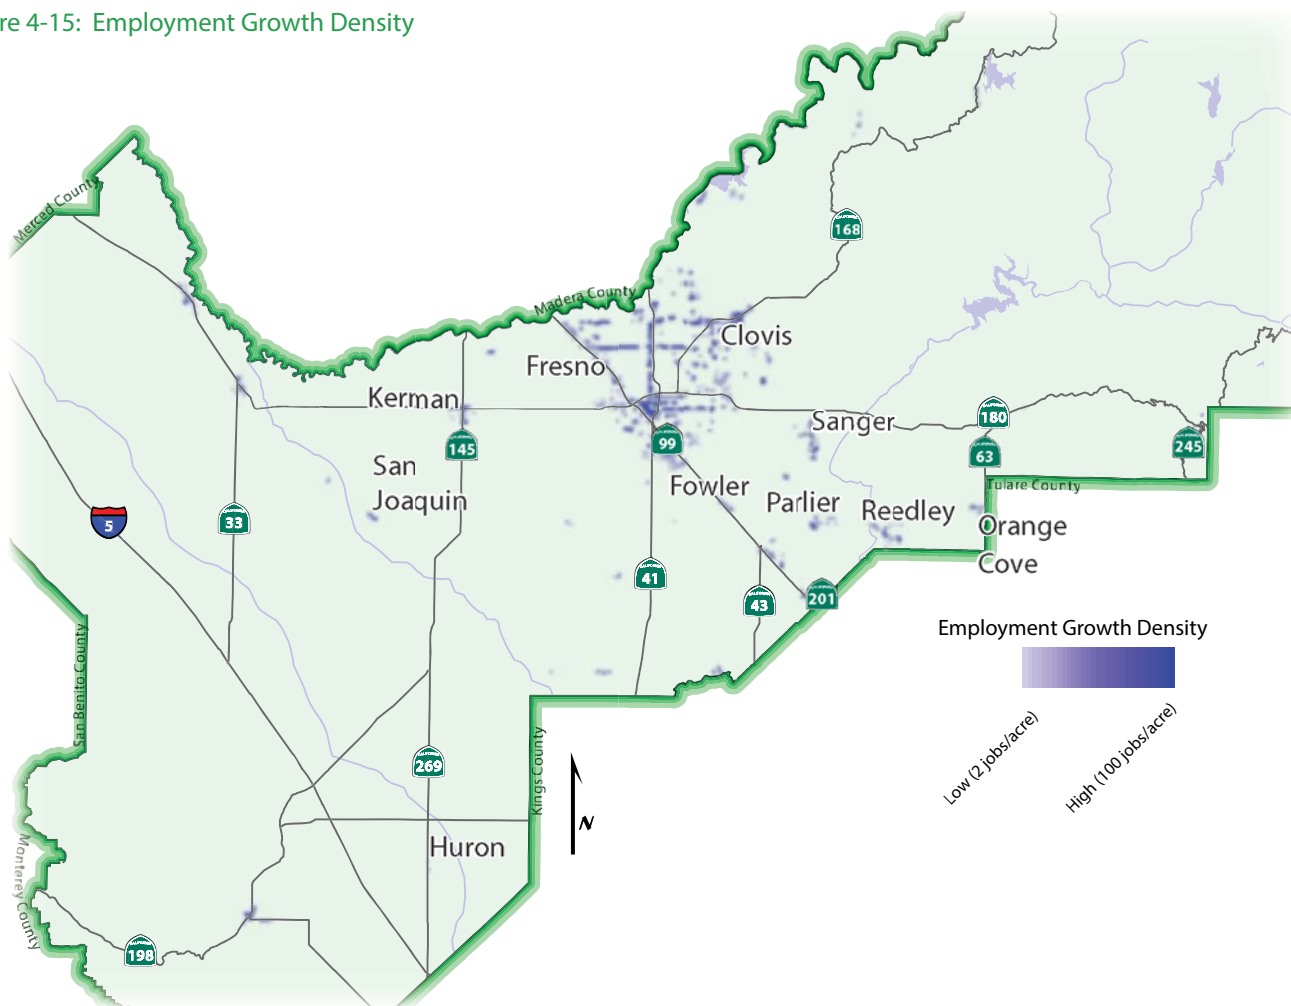 re 4-15: Employment Growth Density
Merced County
168
Madera County
Clovis
Fresno
Kerman
Sanger
180
99
145
63
245
San
Joaquin
Fowler
Parlier
Reedley
Tulare County
Orange
Cove
5
33
41
43
201
Employment Growth Density
Low (2 jobs/acre)
High (100 jobs/acre)
San Benito County
269
Kings County
N
Huron
Monterey County
198